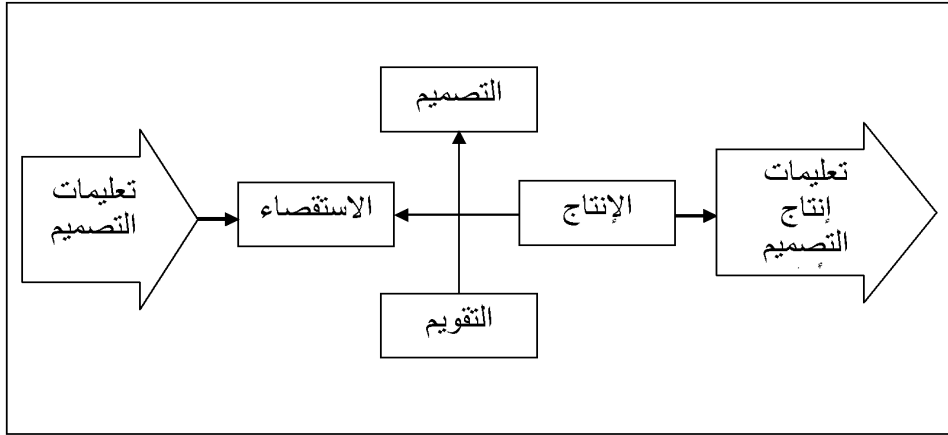 التصميم
تعليمات
التصميم
الاستقصاء
الإنتاج
تعليمات
إنتاج
التصميم
التقويم